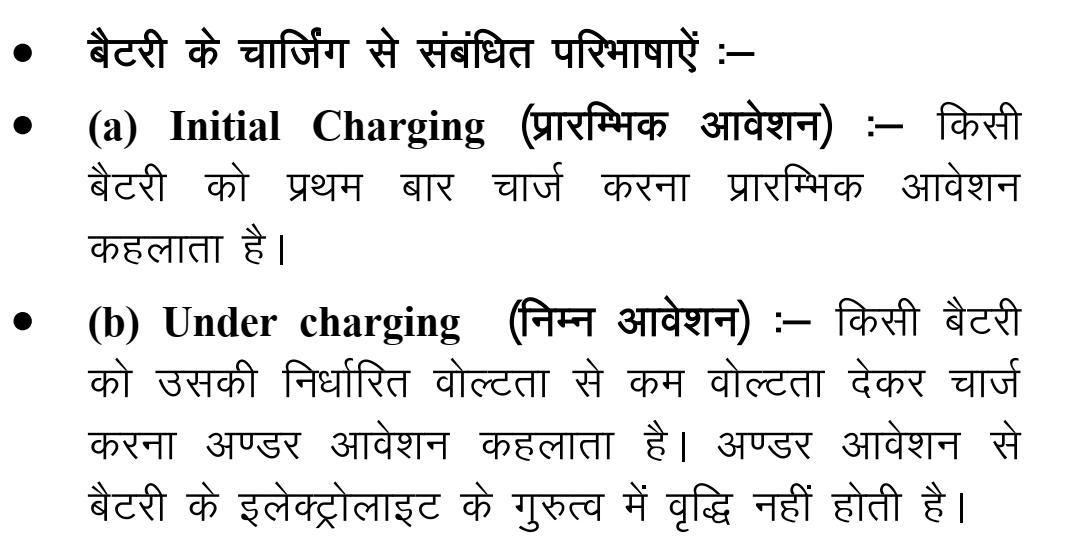 • बैटरी के चार्जिंग से संबंधित परिभाषाऐं :–
• (a) Initial Charging (प्रारम्भिक आवेशन) :– किसी
बैटरी को प्रथम बार चार्ज करना प्रारम्भिक आवेशन
कहलाता है।
• (b) Under charging (निम्न आवेशन) :– किसी बैटरी
को उसकी निर्धारित वोल्टता से कम वोल्टता देकर चार्ज
करना अण्डर आवेशन कहलाता है। अण्डर आवेशन से
बैटरी के इलेक्ट्रोलाइट के गुरुत्व में वृद्धि नहीं होती है।